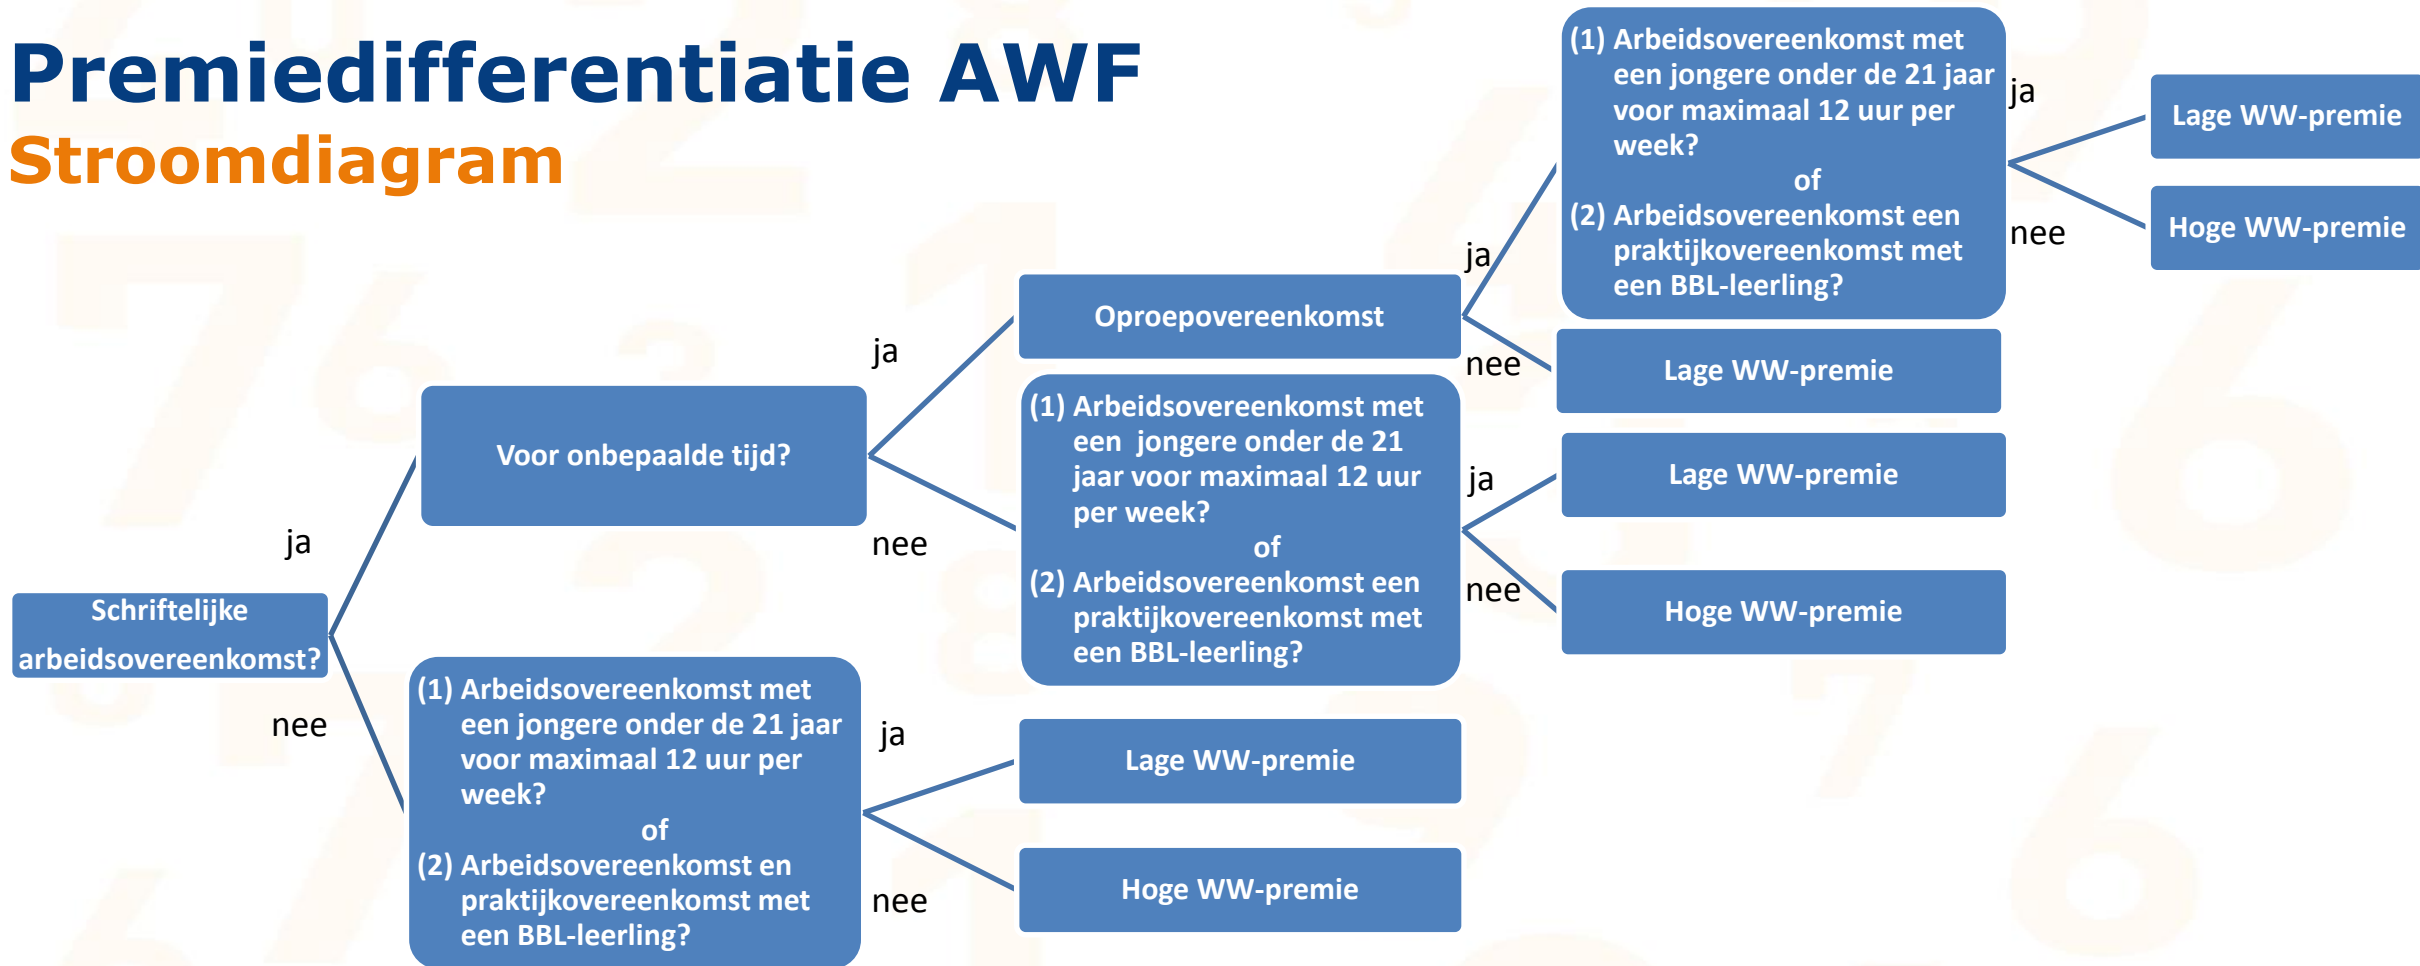 Premiedifferentiatie AWF
Stroomdiagram
Schriftelijke
arbeidsovereenkomst?
ja
nee
Voor onbepaalde tijd?
ja
nee
Oproepovereenkomst
ja
nee
(1) Arbeidsovereenkomst met
een jongere onder de 21 jaar
voor maximaal 12 uur per
week?
of
(2) Arbeidsovereenkomst een
praktijkovereenkomst met
een BBL-leerling?
ja
nee
Lage WW-premie
Hoge WW-premie
Lage WW-premie
(1) Arbeidsovereenkomst met
een jongere onder de 21
jaar voor maximaal 12 uur
per week?
of
(2) Arbeidsovereenkomst een
praktijkovereenkomst met
een BBL-leerling?
ja
nee
Lage WW-premie
Hoge WW-premie
(1) Arbeidsovereenkomst met
een jongere onder de 21 jaar
voor maximaal 12 uur per
week?
of
(2) Arbeidsovereenkomst en
praktijkovereenkomst met
een BBL-leerling?
ja
nee
Lage WW-premie
Hoge WW-premie